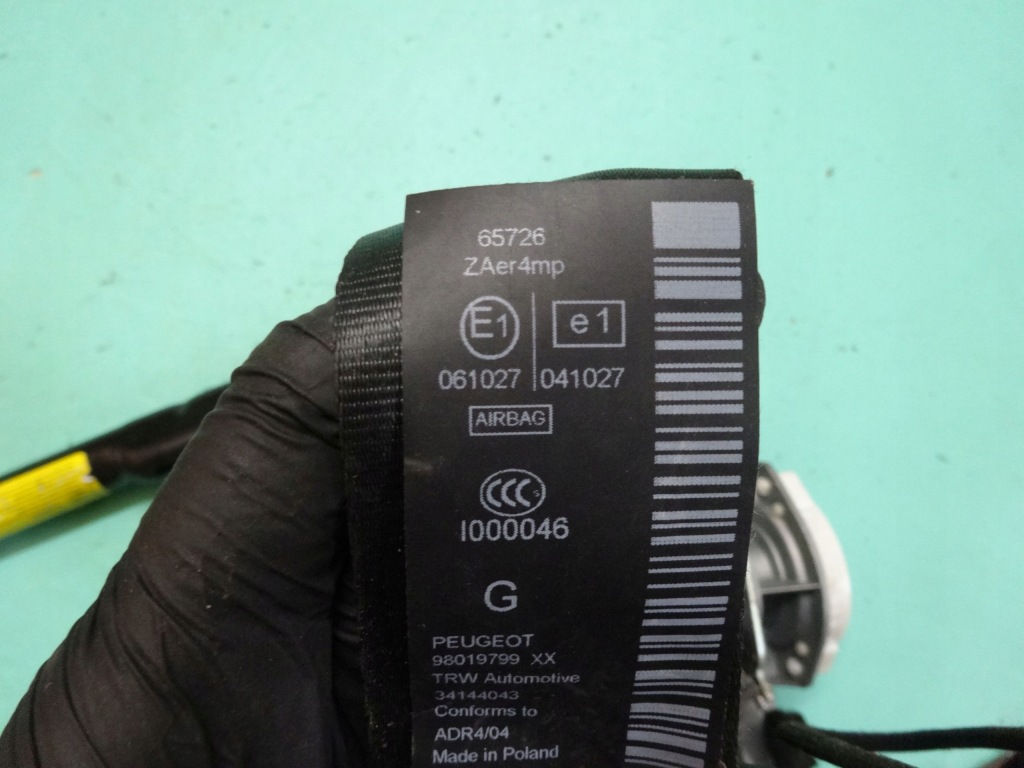 65726
ZAer4mp
E1 e1
061027 041027
AIRBAG
CCC S
I000046
G
PEUGEOT
98019799 XX
TRW Automotive
34144043
Conforms to
ADR4/04
Made in Poland